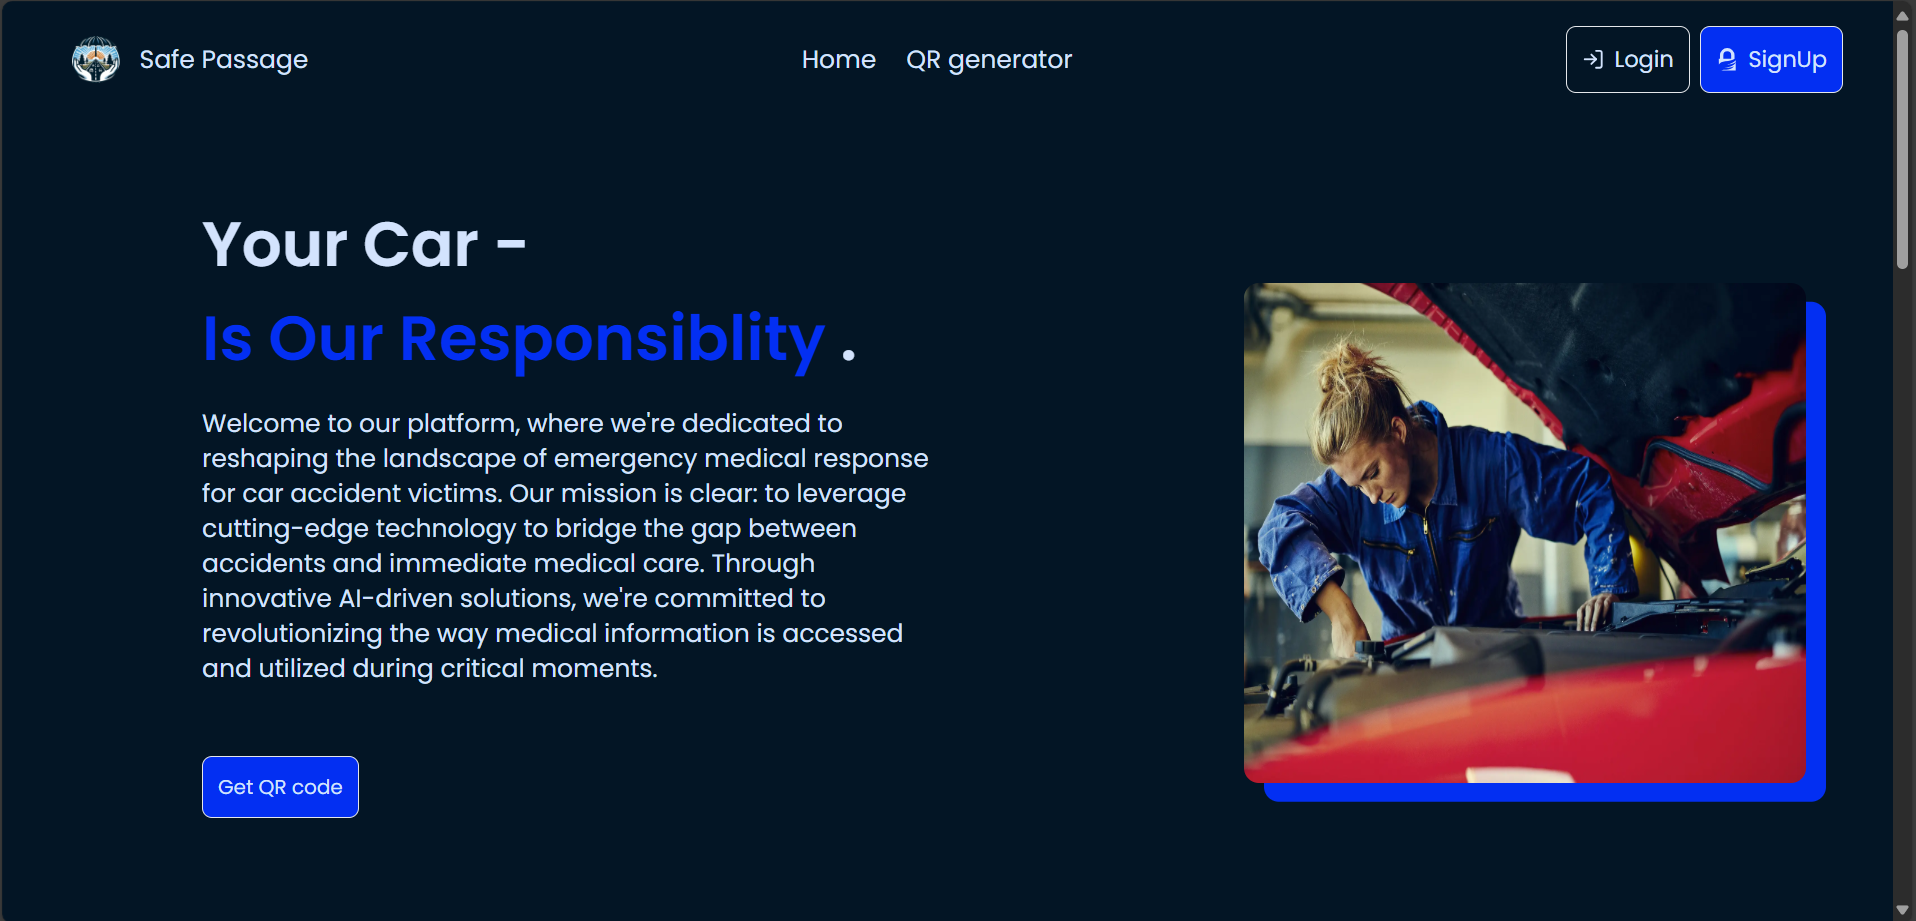 Safe Passage
Home
QR generator
Login
SignUp
Your Car -
Is Our Responsiblity .
Welcome to our platform, where we're dedicated to
reshaping the landscape of emergency medical response
for car accident victims. Our mission is clear: to leverage
cutting-edge technology to bridge the gap between
accidents and immediate medical care. Through
innovative AI-driven solutions, we're committed to
revolutionizing the way medical information is accessed
and utilized during critical moments.
Get QR code